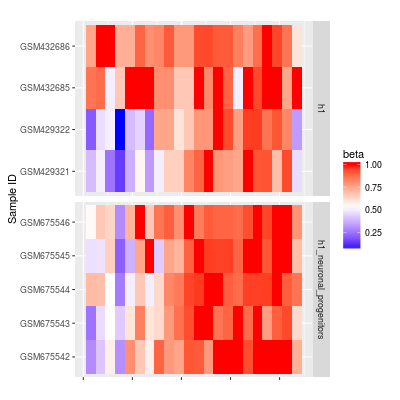 Sample ID
GSM432686
GSM432685
GSM429322
GSM429321
h1
GSM675546
GSM675545
GSM675544
GSM675543
GSM675542
h1_neuronal_progenitors
beta
1.00
0.75
0.50
0.25